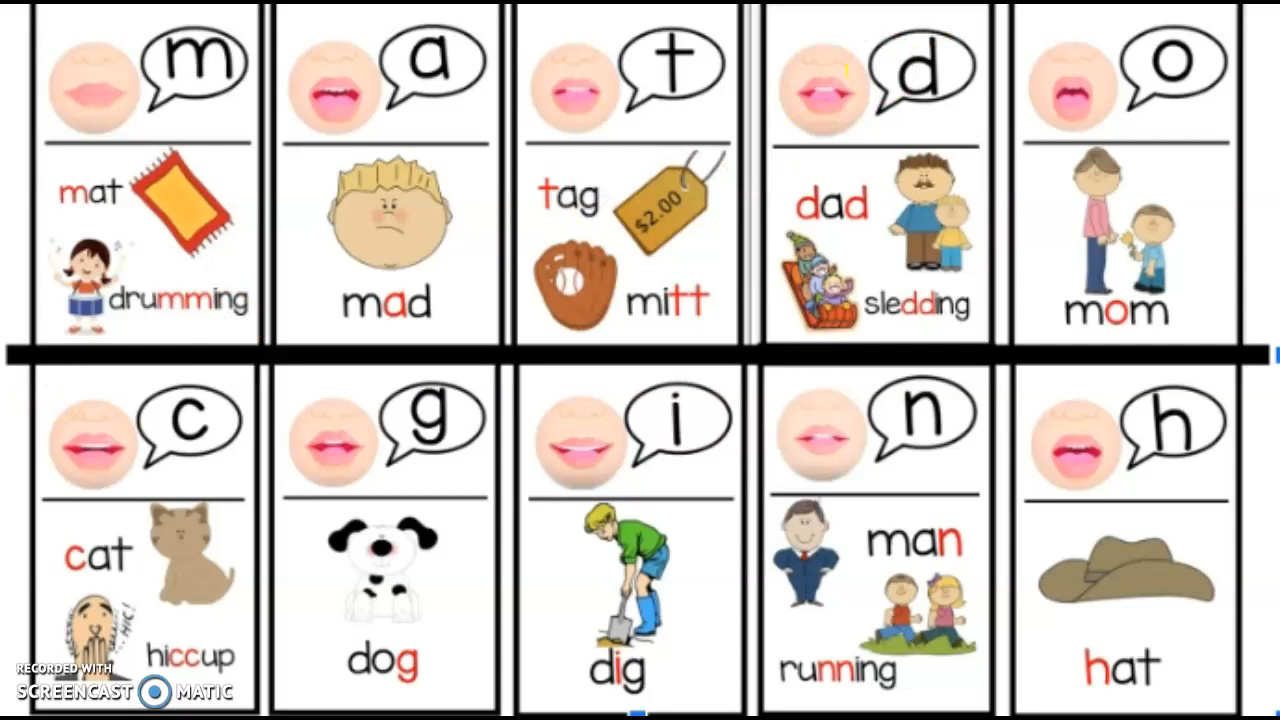 m
mat
drumming
a
mad
t
tag
$2.00
mitt
d
dad
sledding
o
mom
c
cat
HIC!
hiccup
g
dog
i
dig
n
man
running
h
hat
RECORDED WITH
SCREENCAST MATIC